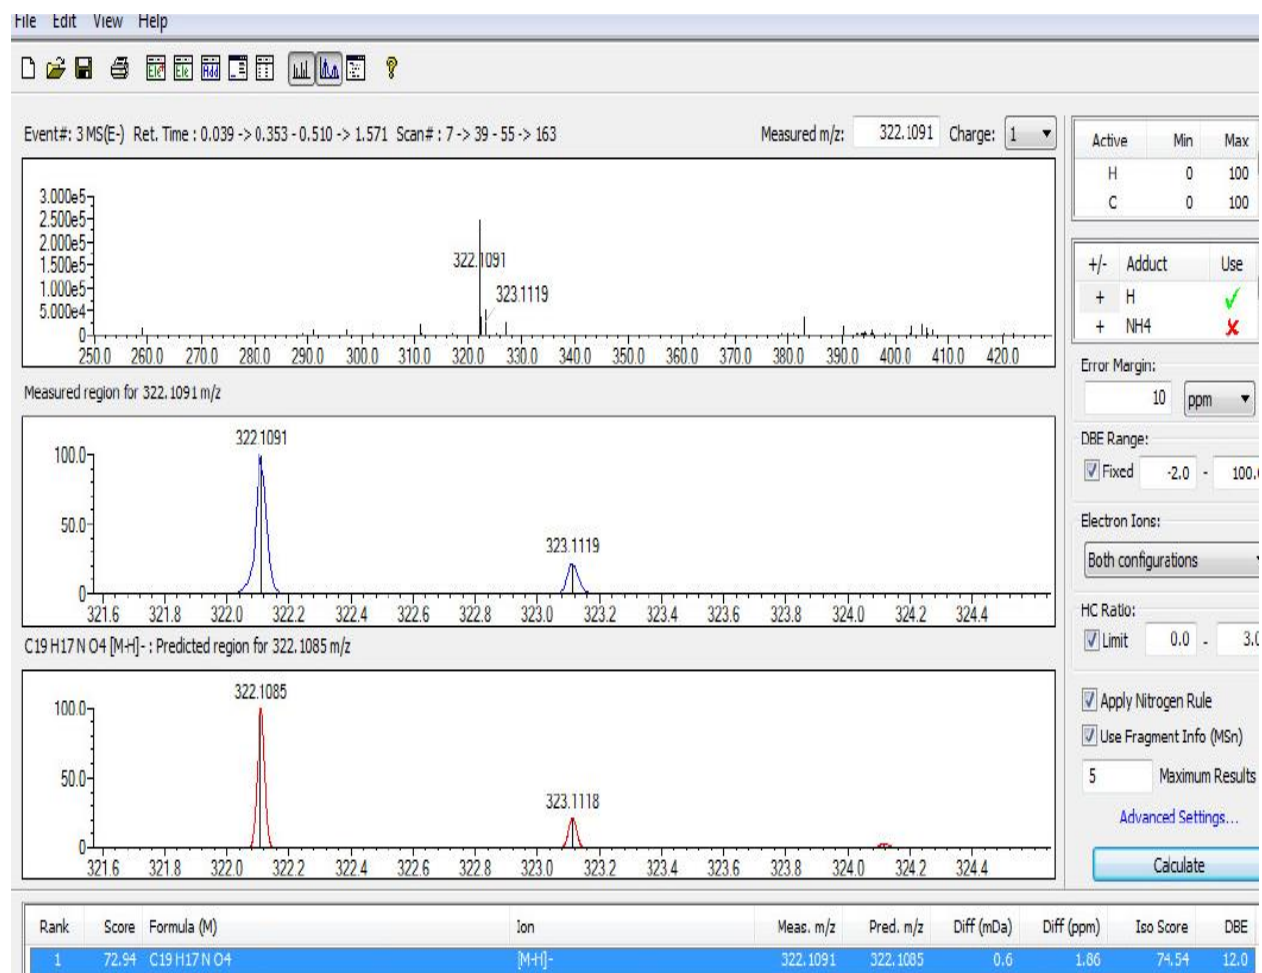 File Edit View Help
Event#: 3 MS(E-) Ret. Time : 0.039 -> 0.353 - 0.510 -> 1.571 Scan# : 7 -> 39 - 55 -> 163
Measured m/z: 322.1091 Charge: 1
3.000e5
2.500e5
2.000e5
1.500e5
1.000e5
5.000e4
0
322.1091
323.1119
250.0 260.0 270.0 280.0 290.0 300.0 310.0 320.0 330.0 340.0 350.0 360.0 370.0 380.0 390.0 400.0 410.0 420.0
Measured region for 322.1091 m/z
322.1091
100.0
50.0
0
323.1119
321.6 321.8 322.0 322.2 322.4 322.6 322.8 323.0 323.2 323.4 323.6 323.8 324.0 324.2 324.4
C19 H17 N O4 [M-H]- : Predicted region for 322.1085 m/z
322.1085
100.0
50.0
0
323.1118
321.6 321.8 322.0 322.2 322.4 322.6 322.8 323.0 323.2 323.4 323.6 323.8 324.0 324.2 324.4
Active Min Max
H 0 100
C 0 100
+/- Adduct Use
+ H
+ NH4
Error Margin:
10 ppm
DBE Range:
Fixed -2.0 - 100.
Electron Ions:
Both configurations
HC Ratio:
Limit 0.0 - 3.0
Apply Nitrogen Rule
Use Fragment Info (MSn)
5 Maximum Results
Advanced Settings...
Calculate
Rank Score Formula (M) Ion Meas. m/z Pred. m/z Diff (mDa) Diff (ppm) Iso Score DBE
1 72.94 C19 H17 N O4 [M-H]- 322.1091 322.1085 0.6 1.86 74.54 12.0